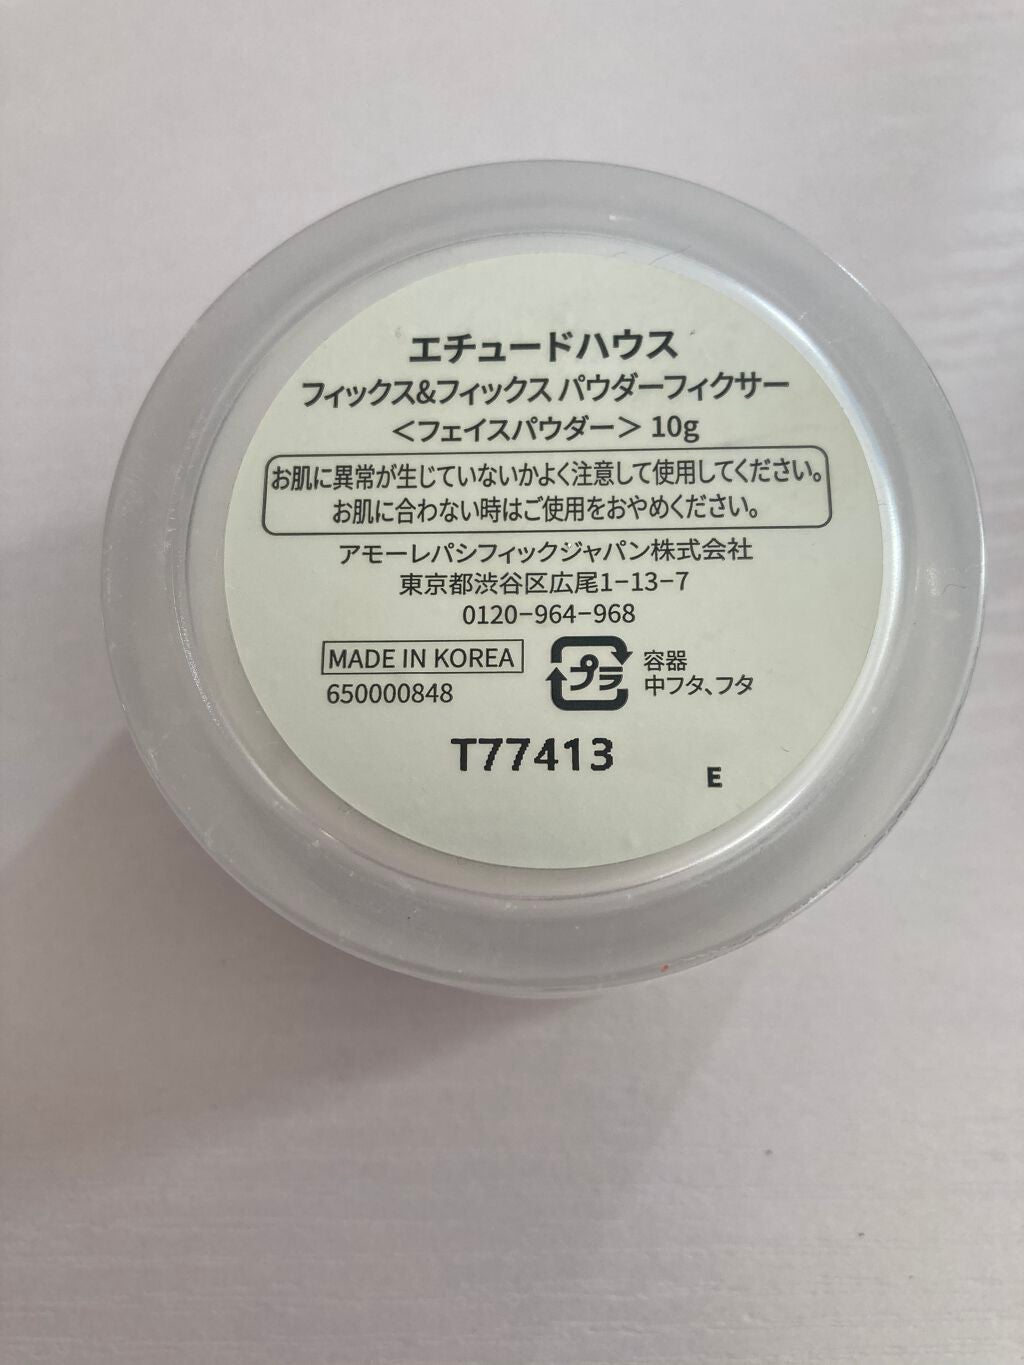 エチュードハウス
フィックス&フィックス パウダーフィクサー
＜フェイスパウダー＞ 10g
お肌に異常が生じていないかよく注意して使用してください。
お肌に合わない時はご使用をおやめください。
アモーレパシフィックジャパン株式会社
東京都渋谷区広尾1-13-7
0120-964-968
MADE IN KOREA
650000848
プラ
容器
中フタ、フタ
T77413
E